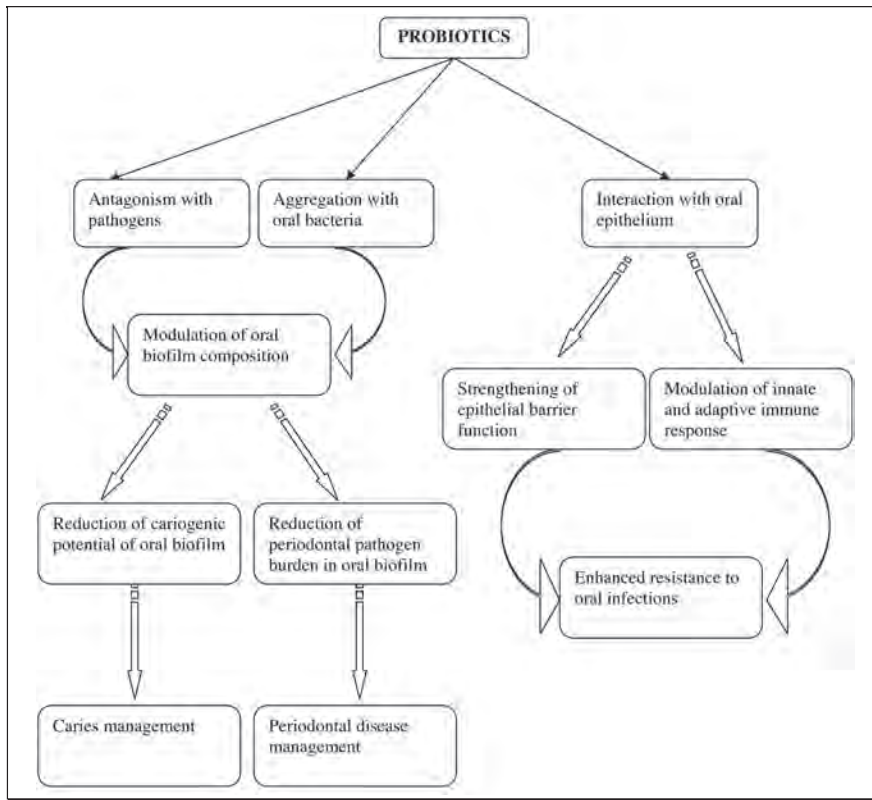 PROBIOTICS
Antagonism with
pathogens
Aggregation with
oral bacteria
Interaction with oral
epithelium
Modulation of oral
biofilm composition
Strengthening of
epithelial barrier
function
Modulation of innate
and adaptive immune
response
Reduction of cariogenic
potential of oral biofilm
Reduction of
periodontal pathogen
burden in oral biofilm
Enhanced resistance to
oral infections
Caries management
Periodontal disease
management